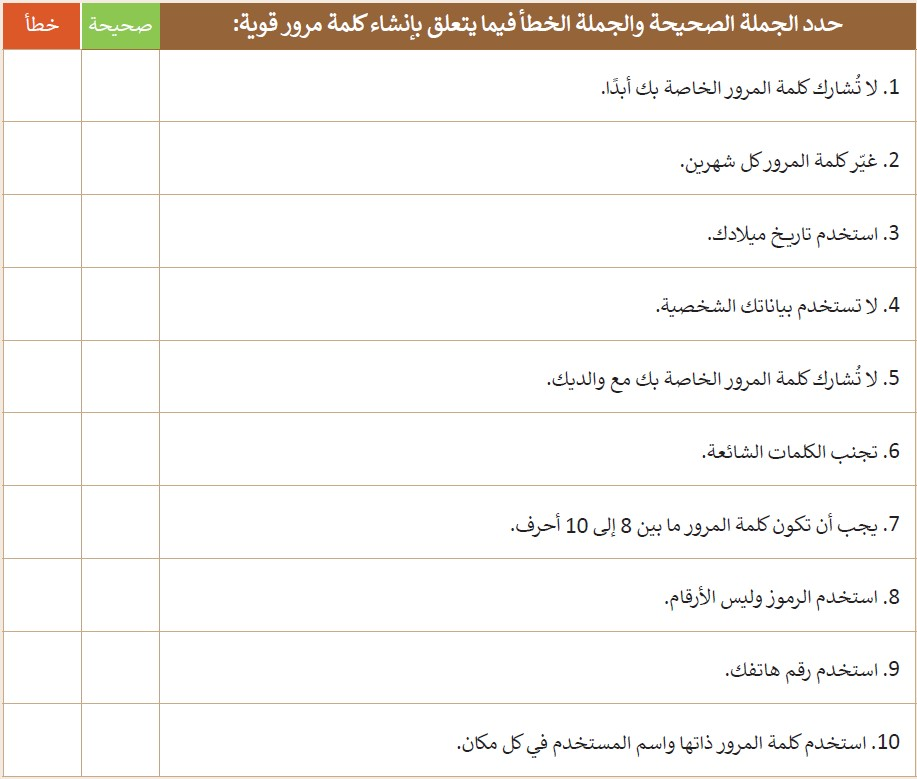 حدد الجملة الصحيحة والجملة الخطأ فيما يتعلق بإنشاء كلمة مرور قوية: صحيحة خطأ
1. لا تُشارك كلمة المرور الخاصة بك أبدًا.
2. غيّر كلمة المرور كل شهرين.
3. استخدم تاريخ ميلادك.
4. لا تستخدم بياناتك الشخصية.
5. لا تُشارك كلمة المرور الخاصة بك مع والديك.
6. تجنب الكلمات الشائعة.
7. يجب أن تكون كلمة المرور ما بين 8 إلى 10 أحرف.
8. استخدم الرموز وليس الأرقام.
9. استخدم رقم هاتفك.
10. استخدم كلمة المرور ذاتها واسم المستخدم في كل مكان.